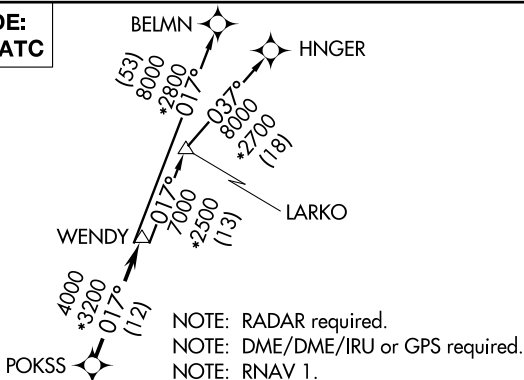 DE:
ATC
BELMN
HNGER
(53)
8000
*2800
017°
037°
8000
*2700
(18)
LARKO
017°
7000
*2500
(13)
WENDY
4000
*3200
017°
(12)
POKSS
NOTE: RADAR required.
NOTE: DME/DME/IRU or GPS required.
NOTE: RNAV 1.